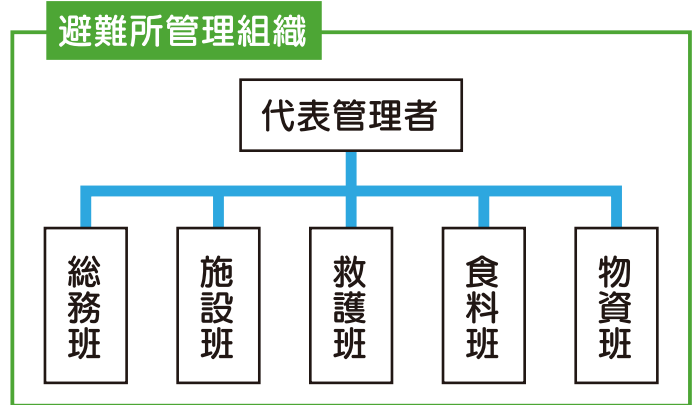 避難所管理組織
代表管理者
総務班
施設班
救護班
食料班
物資班